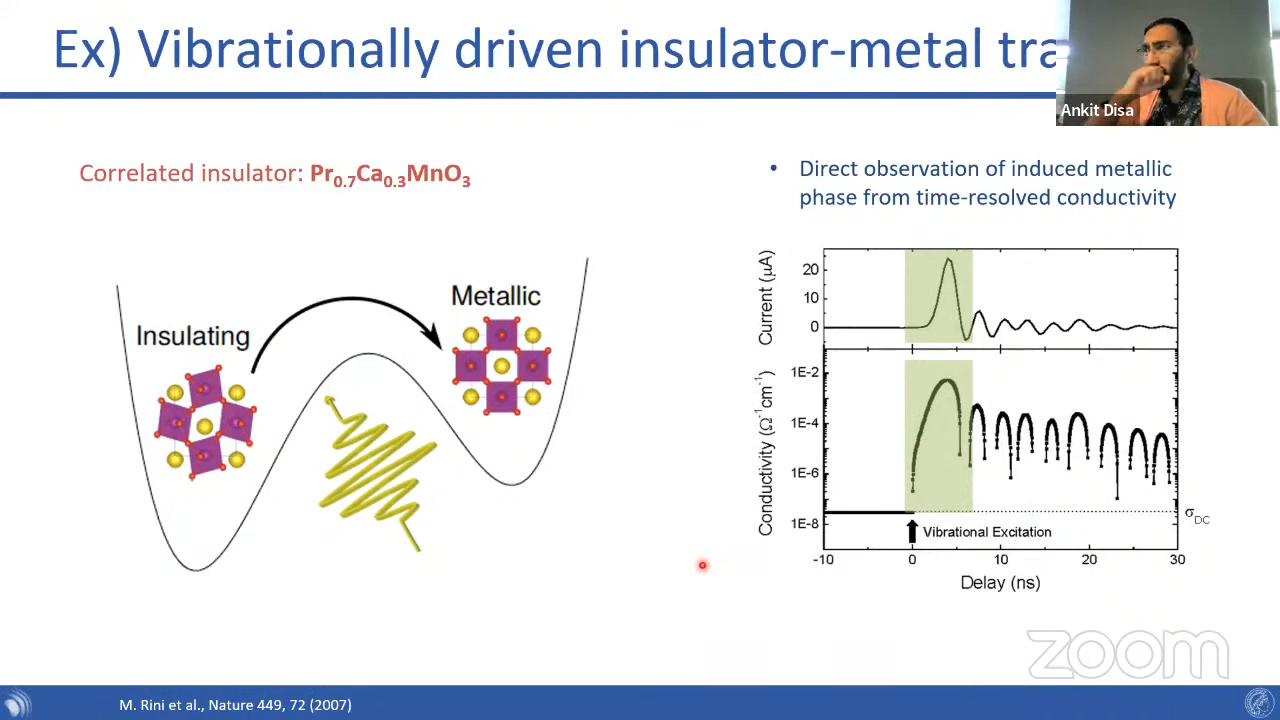 Ex) Vibrationally driven insulator-metal tra
Ankit Disa
Correlated insulator: Pr0.7Ca0.3MnO3
• Direct observation of induced metallic
phase from time-resolved conductivity
Insulating
Metallic
Current (μA)
20
10
0
Conductivity (Ω-1cm-1)
1E-2
1E-4
1E-6
1E-8
σDC
Vibrational Excitation
-10 0 10 20 30
Delay (ns)
zoom
M. Rini et al., Nature 449, 72 (2007)